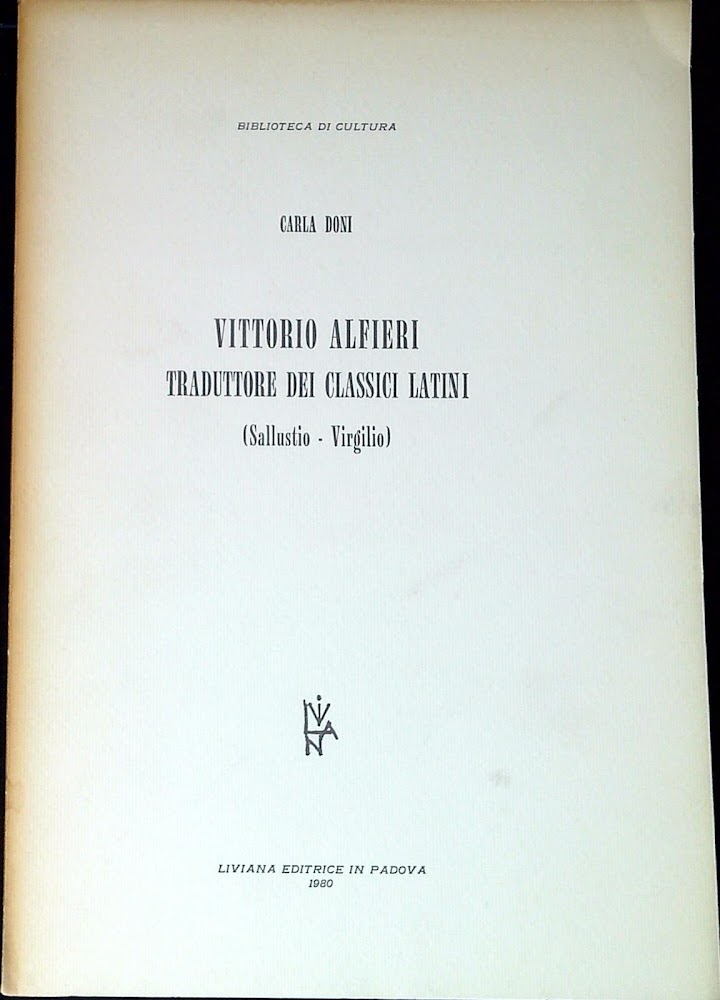 BIBLIOTECA DI CULTURA
CARLA DONI
VITTORIO ALFIERI
TRADUTTORE DEI CLASSICI LATINI
(Sallustio - Virgilio)
LIVIANA EDITRICE IN PADOVA
1980